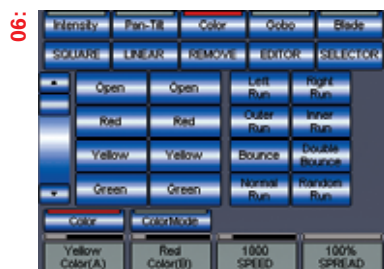 06:
Intensity Pan-Tilt Color Gobo Blade
SQUARE LINEAR REMOVE EDITOR SELECTOR
Open Open Left Run Right Run
Red Red Outer Run Inner Run
Yellow Yellow Bounce Double Bounce
Green Green Normal Run Random Run
Color ColorMode
Yellow Color(A) Red Color(B) 1000 SPEED 100% SPREAD